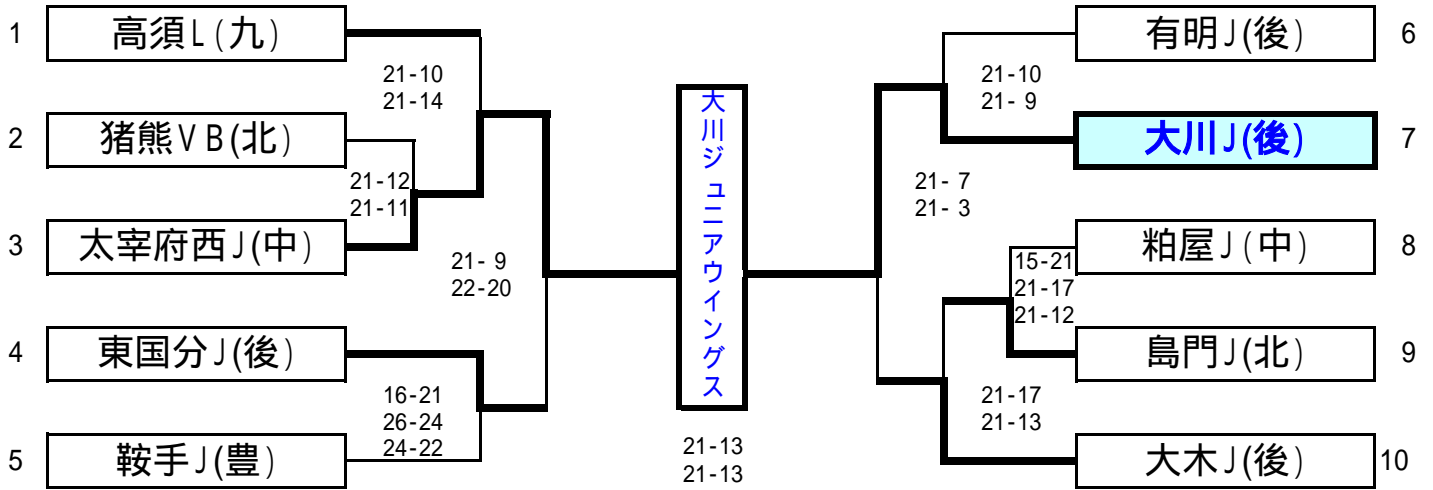 1 高須L(九)
21-10
21-14
2 猪熊VB(北)
21-12
21-11
3 太宰府西J(中)
21- 9
22-20
4 東国分J(後)
16-21
26-24
24-22
5 鞍手J(豊)
大川ジュニアウイングス
21-13
21-13
有明J(後) 6
21-10
21- 9
大川J(後) 7
21- 7
21- 3
粕屋J(中) 8
15-21
21-17
21-12
島門J(北) 9
21-17
21-13
大木J(後) 10